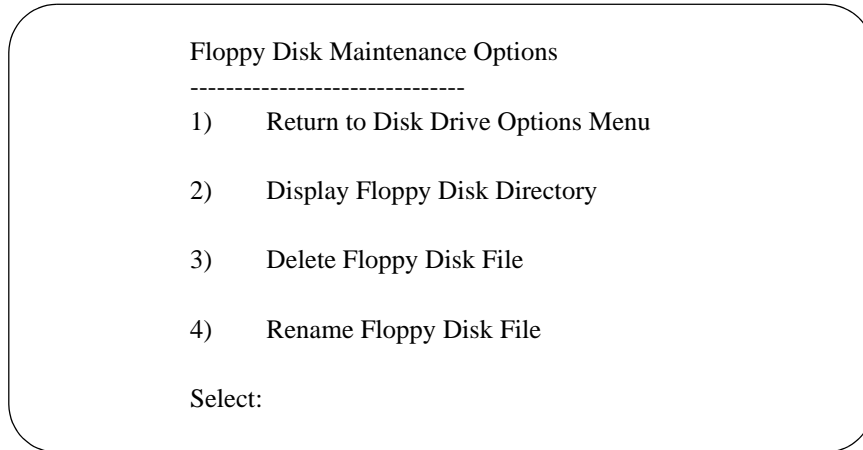 Floppy Disk Maintenance Options
-------------------------------
1) Return to Disk Drive Options Menu
2) Display Floppy Disk Directory
3) Delete Floppy Disk File
4) Rename Floppy Disk File
Select: